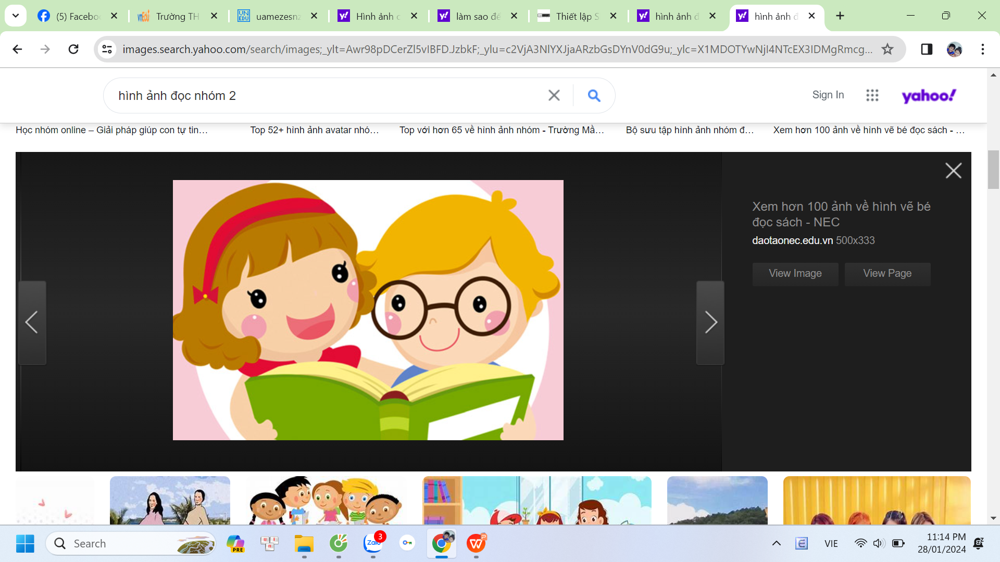 (5) Facebo
Trường TH
uamezesnz
Hình ảnh c
làm sao để
Thiết lập S
hình ảnh đ
hình ảnh đ
images.search.yahoo.com/search/images;_ylt=Awr98pDCerZl5vIBFD.JzbkF;_ylu=c2VjA3NlYXJjaARzbGsDYnV0dG9u;_ylc=X1MDOTYwNjI4NTcEX3IDMgRmcg...
hình ảnh đọc nhóm 2
Sign In
yahoo!
Học nhóm online – Giải pháp giúp con tự tin...
Top 52+ hình ảnh avatar nhó...
Top với hơn 65 về hình ảnh nhóm - Trường Mầ...
Bộ sưu tập hình ảnh nhóm đ...
Xem hơn 100 ảnh về hình vẽ bé đọc sách - ...
Xem hơn 100 ảnh về hình vẽ bé
đọc sách - NEC
daotaonec.edu.vn 500x333
View Image
View Page
Search
PRE
Zalo
3
VIE
11:14 PM
28/01/2024